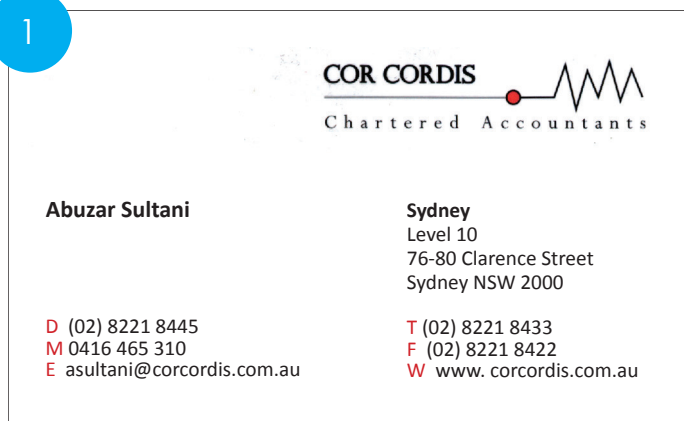 1
COR CORDIS
Chartered Accountants
Abuzar Sultani
Sydney
Level 10
76-80 Clarence Street
Sydney NSW 2000
D (02) 8221 8445
M 0416 465 310
E asultani@corcordis.com.au
T (02) 8221 8433
F (02) 8221 8422
W www. corcordis.com.au